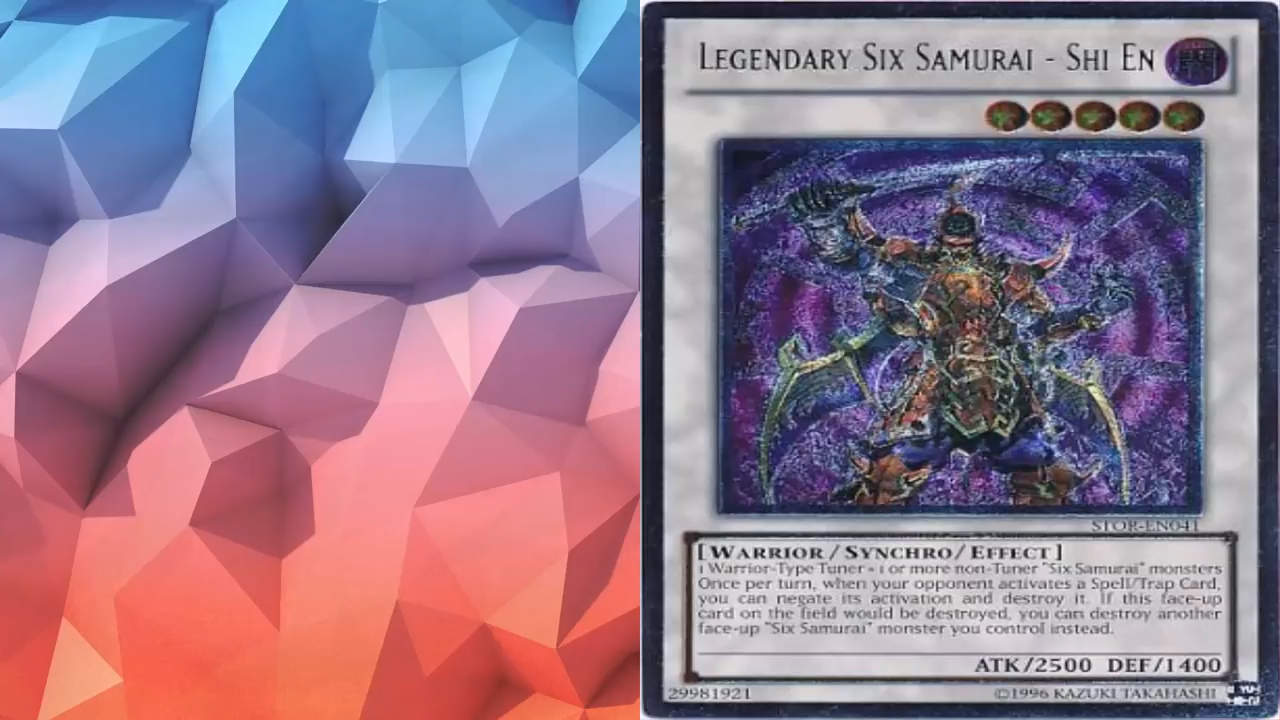 LEGENDARY SIX SAMURAI - SHI EN
STOR-EN041
[WARRIOR/SYNCHRO/EFFECT]
1 Warrior-Type Tuner + 1 or more non-Tuner "Six Samurai" monsters
Once per turn, when your opponent activates a Spell/Trap Card,
you can negate its activation and destroy it. If this face-up
card on the field would be destroyed, you can destroy another
face-up "Six Samurai" monster you control instead.
ATK/2500 DEF/1400
29981921
©1996 KAZUKI TAKAHASHI